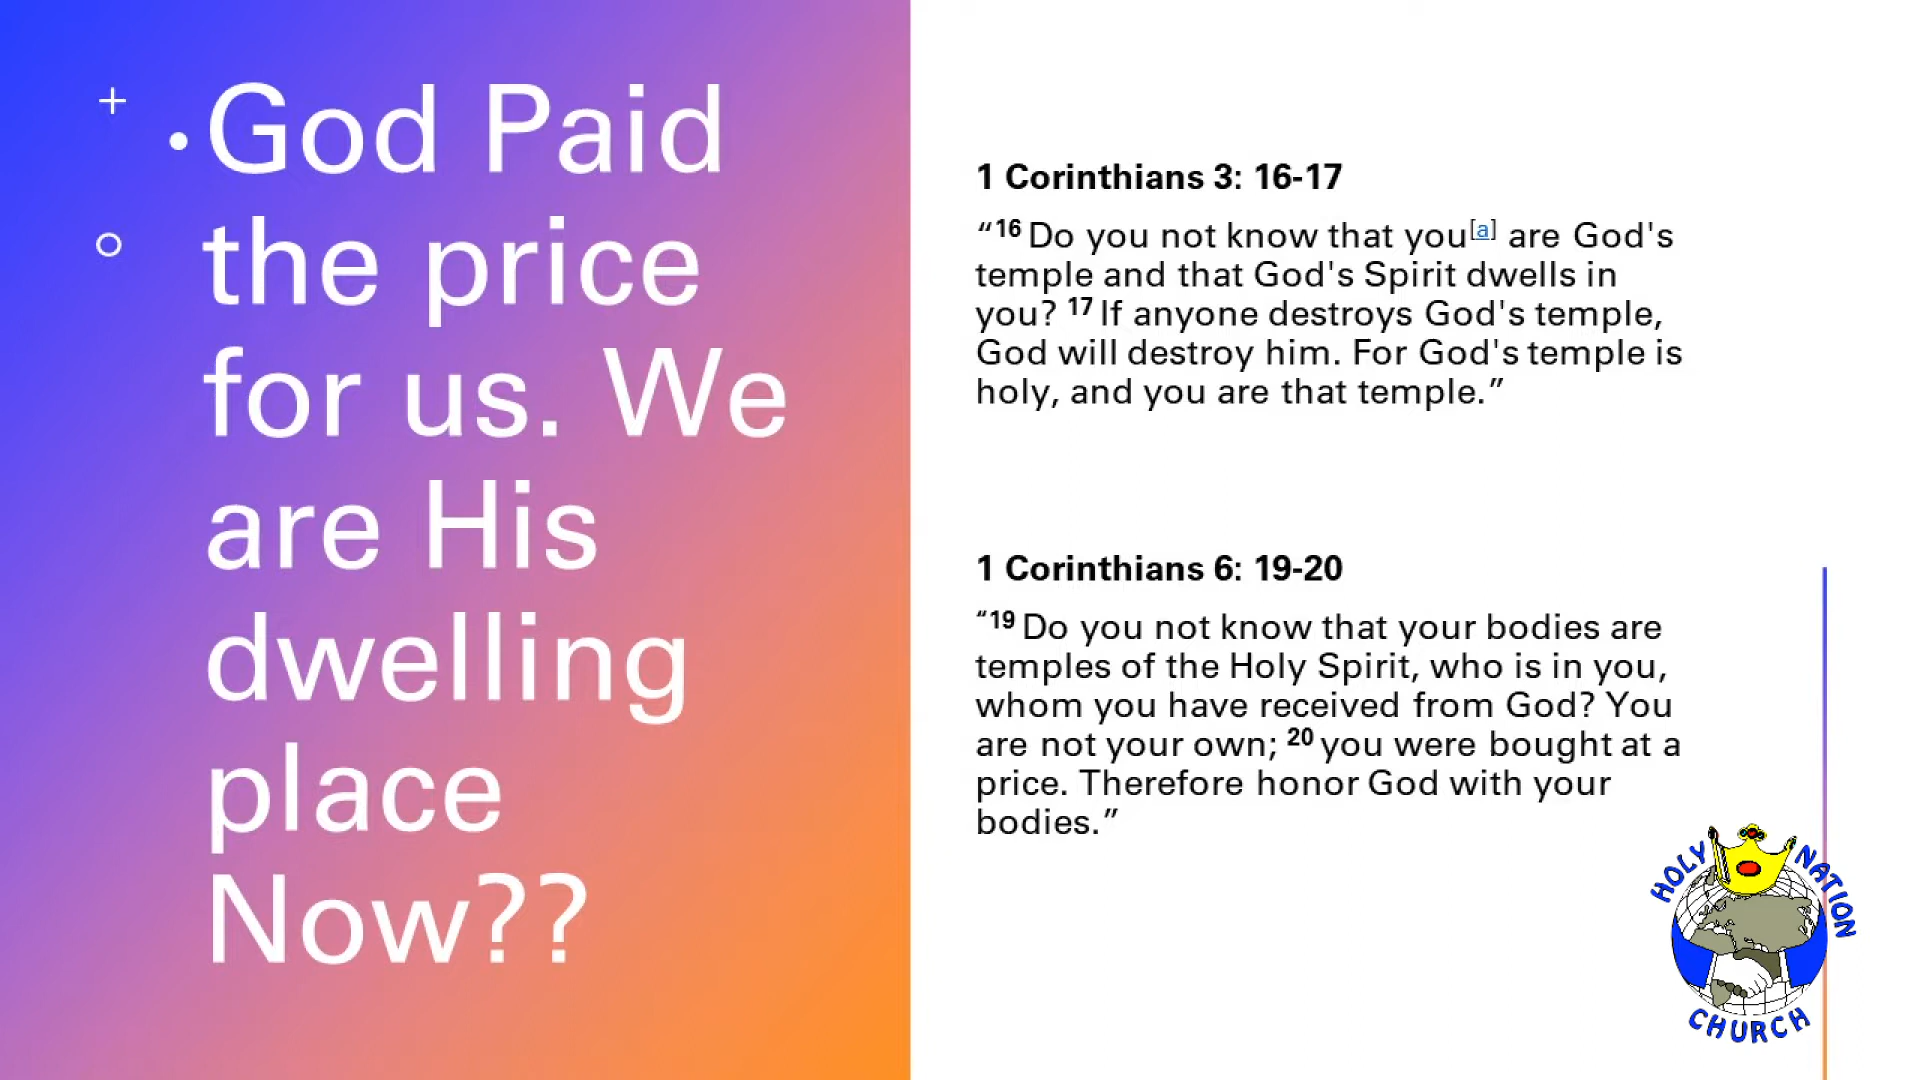 • God Paid
the price
for us. We
are His
dwelling
place
Now??
1 Corinthians 3: 16-17
“16 Do you not know that you[a] are God's
temple and that God's Spirit dwells in
you? 17 If anyone destroys God's temple,
God will destroy him. For God's temple is
holy, and you are that temple.”
1 Corinthians 6: 19-20
“19 Do you not know that your bodies are
temples of the Holy Spirit, who is in you,
whom you have received from God? You
are not your own; 20 you were bought at a
price. Therefore honor God with your
bodies.”
HOLY NATION
CHURCH